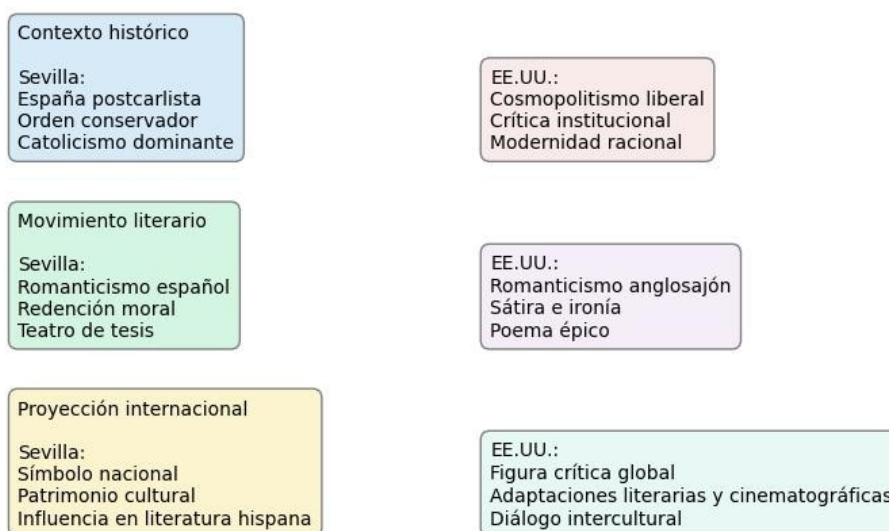 Contexto histórico
Sevilla:
España postcarlista
Orden conservador
Catolicismo dominante
EE.UU.:
Cosmopolitismo liberal
Crítica institucional
Modernidad racional
Movimiento literario
Sevilla:
Romanticismo español
Redención moral
Teatro de tesis
EE.UU.:
Romanticismo anglosajón
Sátira e ironía
Poema épico
Proyección internacional
Sevilla:
Símbolo nacional
Patrimonio cultural
Influencia en literatura hispana
EE.UU.:
Figura crítica global
Adaptaciones literarias y cinematográficas
Diálogo intercultural